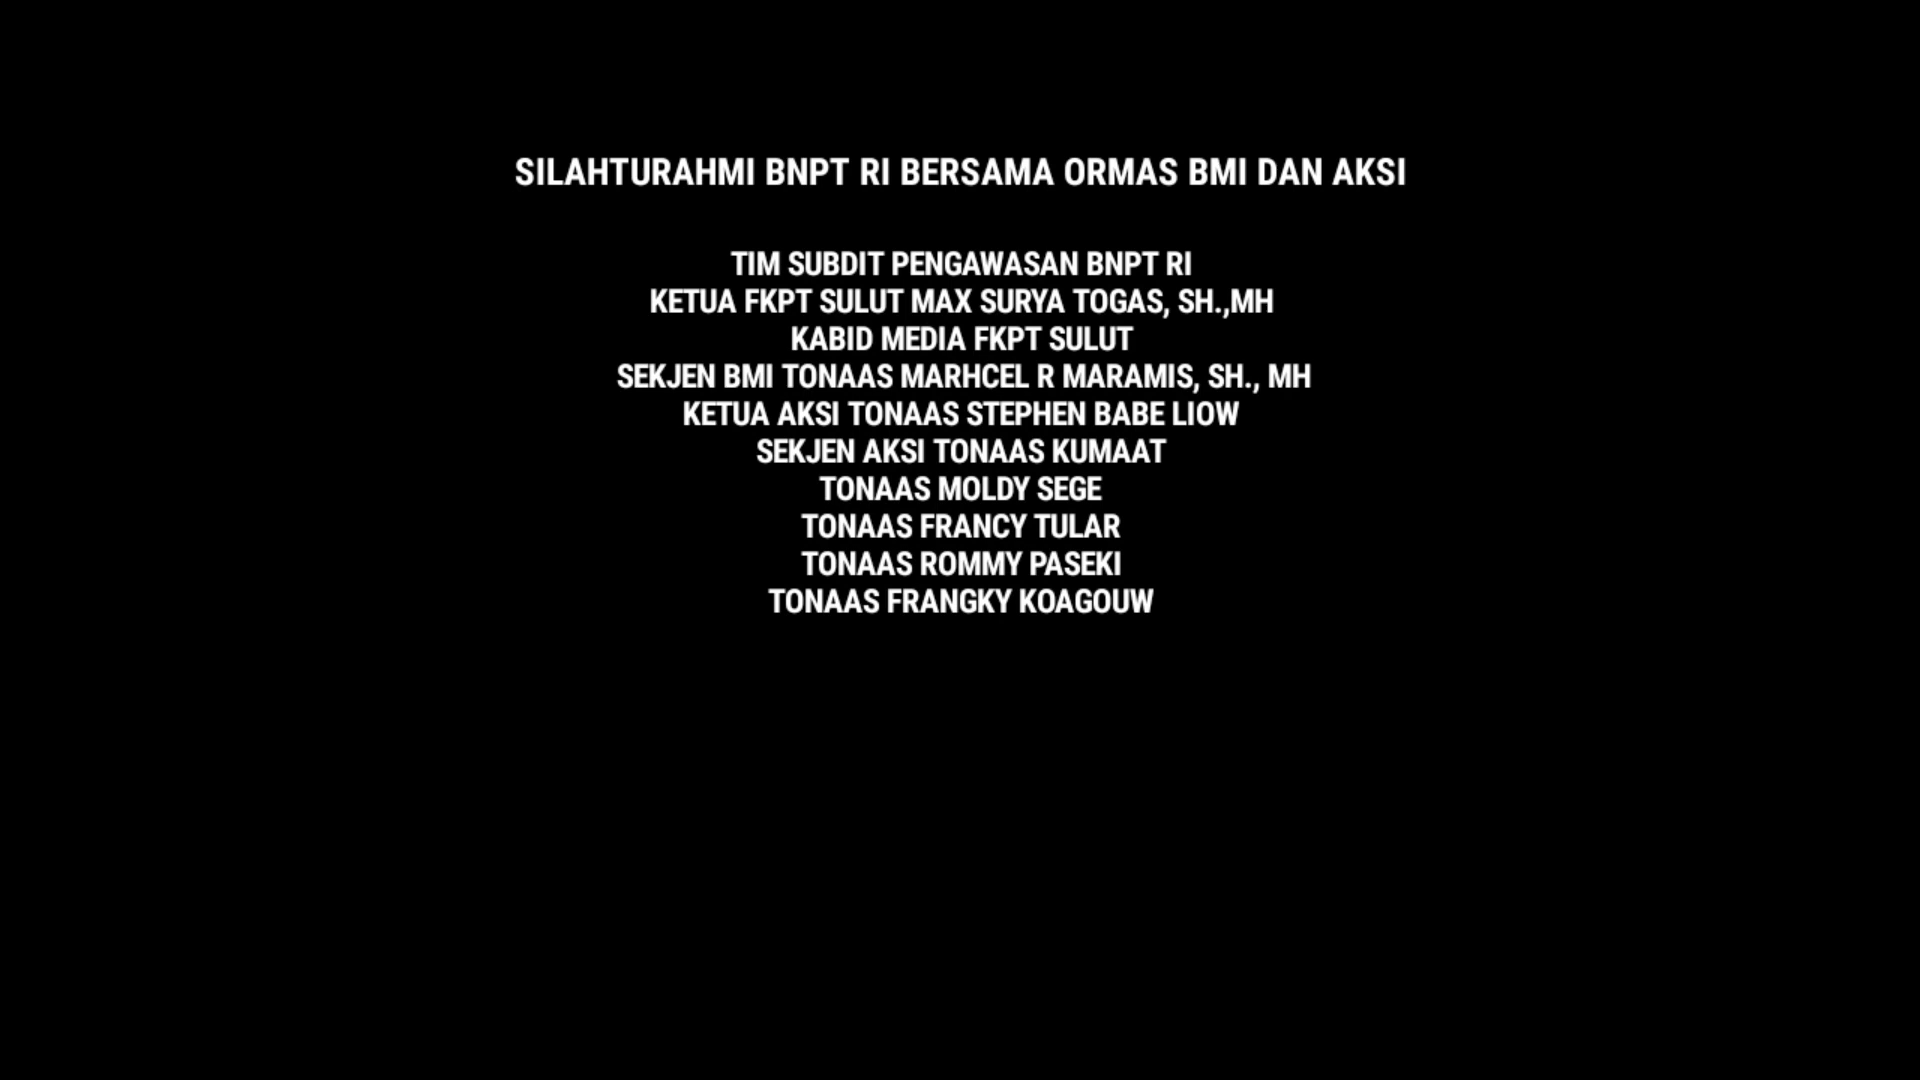 SILAHTURAHMI BNPT RI BERSAMA ORMAS BMI DAN AKSI
TIM SUBDIT PENGAWASAN BNPT RI
KETUA FKPT SULUT MAX SURYA TOGAS, SH.,MH
KABID MEDIA FKPT SULUT
SEKJEN BMI TONAAS MARHCEL R MARAMIS, SH., MH
KETUA AKSI TONAAS STEPHEN BABE LIOW
SEKJEN AKSI TONAAS KUMAAT
TONAAS MOLDY SEGE
TONAAS FRANCY TULAR
TONAAS ROMMY PASEKI
TONAAS FRANGKY KOAGOUW